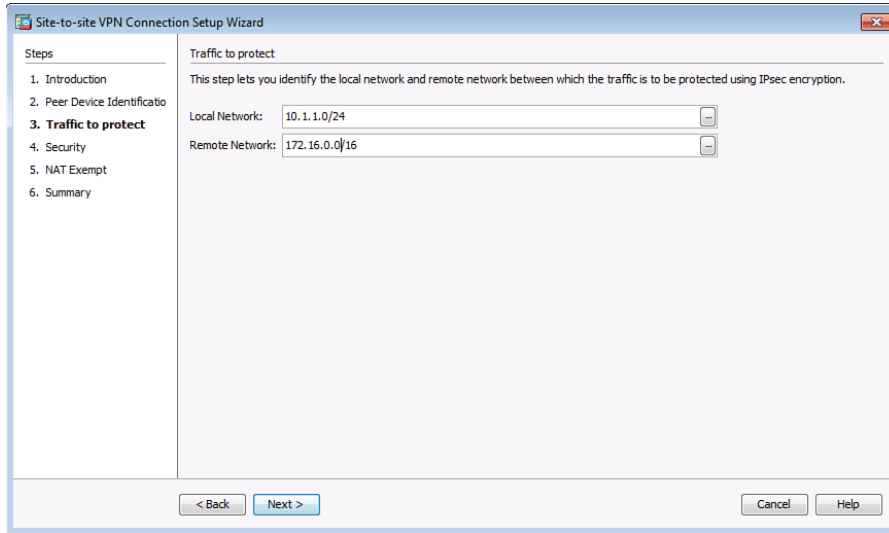 Site-to-site VPN Connection Setup Wizard
Steps
1. Introduction
2. Peer Device Identificatio
3. Traffic to protect
4. Security
5. NAT Exempt
6. Summary
Traffic to protect
This step lets you identify the local network and remote network between which the traffic is to be protected using IPsec encryption.
Local Network: 10.1.1.0/24 ...
Remote Network: 172.16.0.0/16 ...
< Back Next > Cancel Help